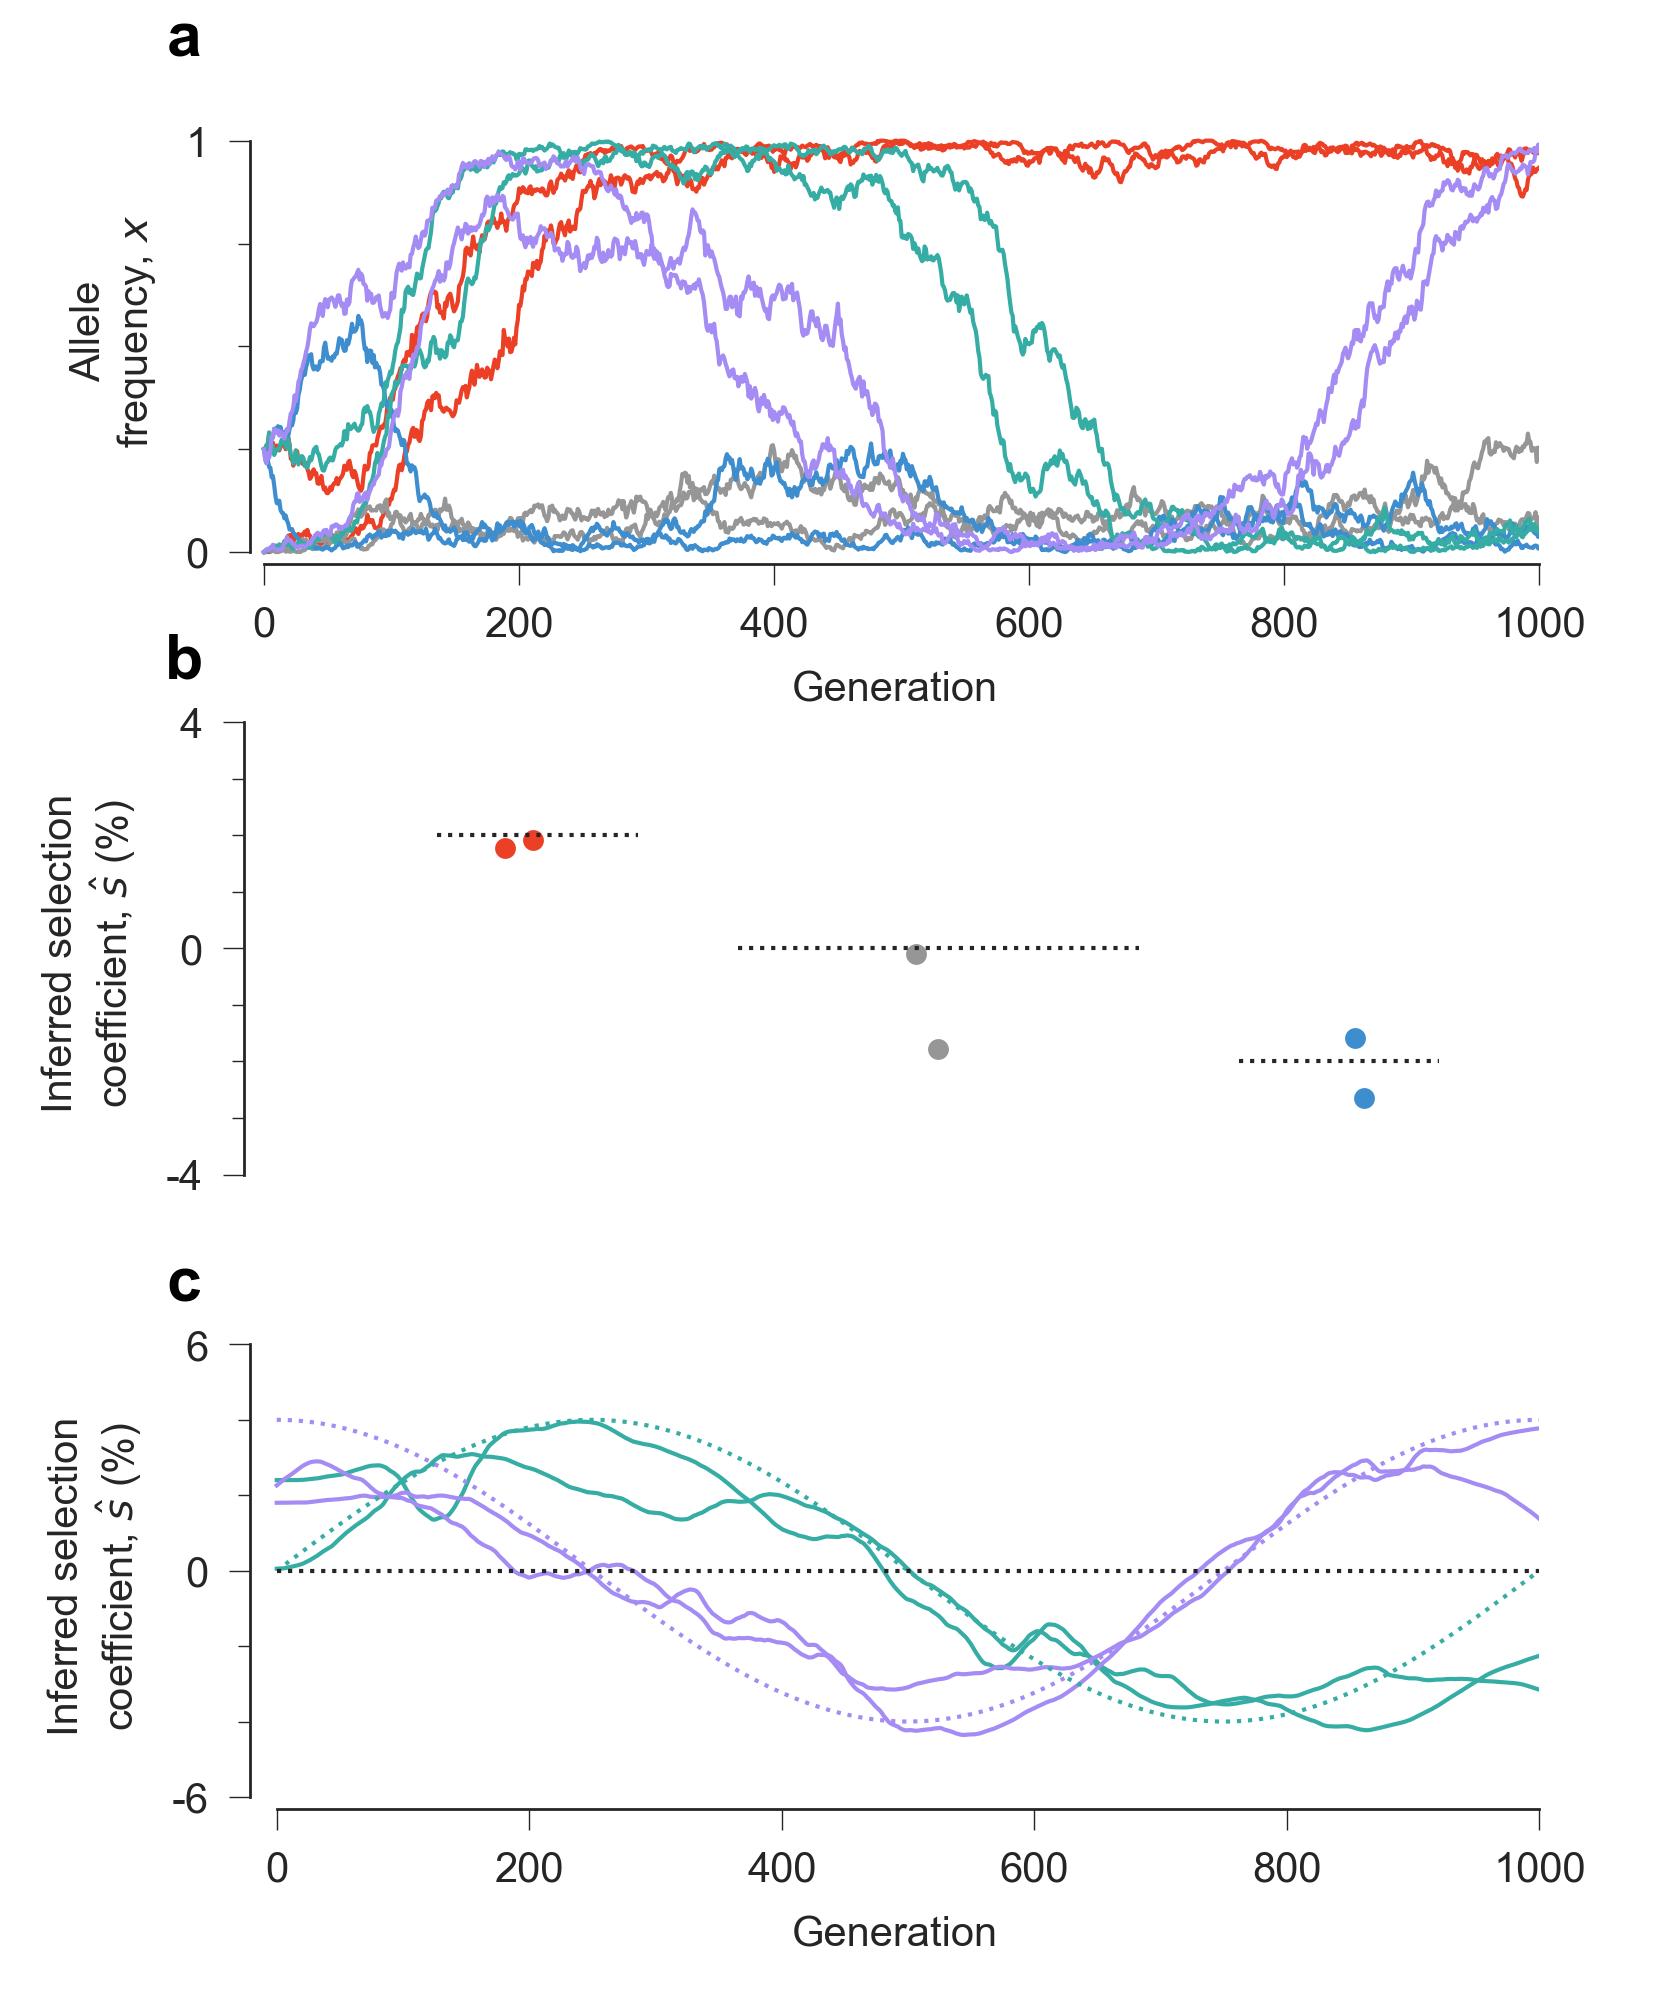 a
Allele
frequency, x
1
0
0 200 400 600 800 1000
Generation
b
Inferred selection
coefficient, ŝ (%)
4
0
-4
c
Inferred selection
coefficient, ŝ (%)
6
0
-6
0 200 400 600 800 1000
Generation